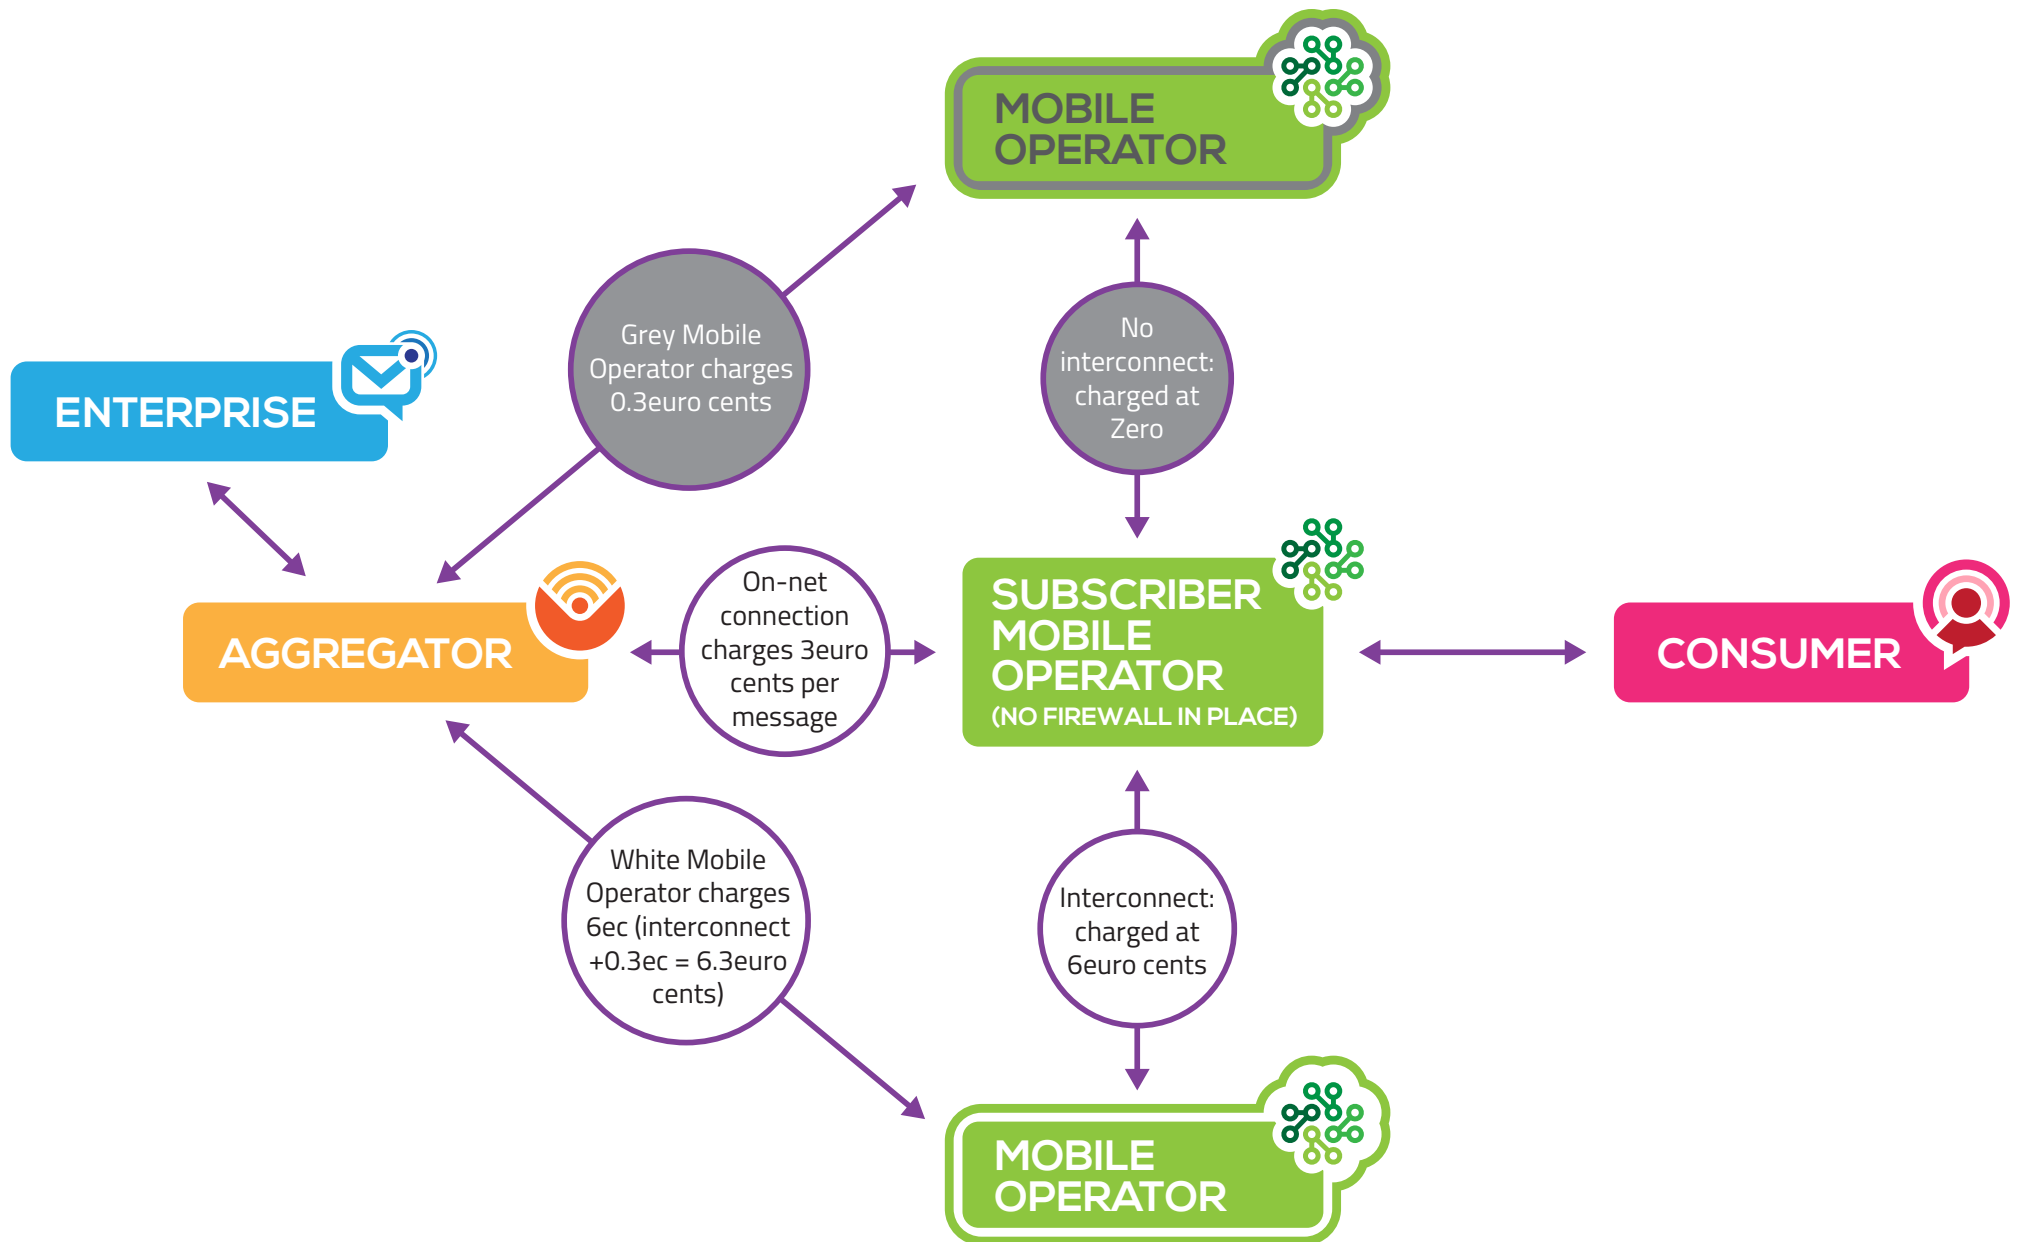 MOBILE
OPERATOR
Grey Mobile
Operator charges
0.3euro cents
No
interconnect:
charged at
Zero
ENTERPRISE
On-net
connection
charges 3euro
cents per
message
SUBSCRIBER
MOBILE
OPERATOR
(NO FIREWALL IN PLACE)
AGGREGATOR
CONSUMER
White Mobile
Operator charges
6ec (interconnect
+0.3ec = 6.3euro
cents)
Interconnect:
charged at
6euro cents
MOBILE
OPERATOR